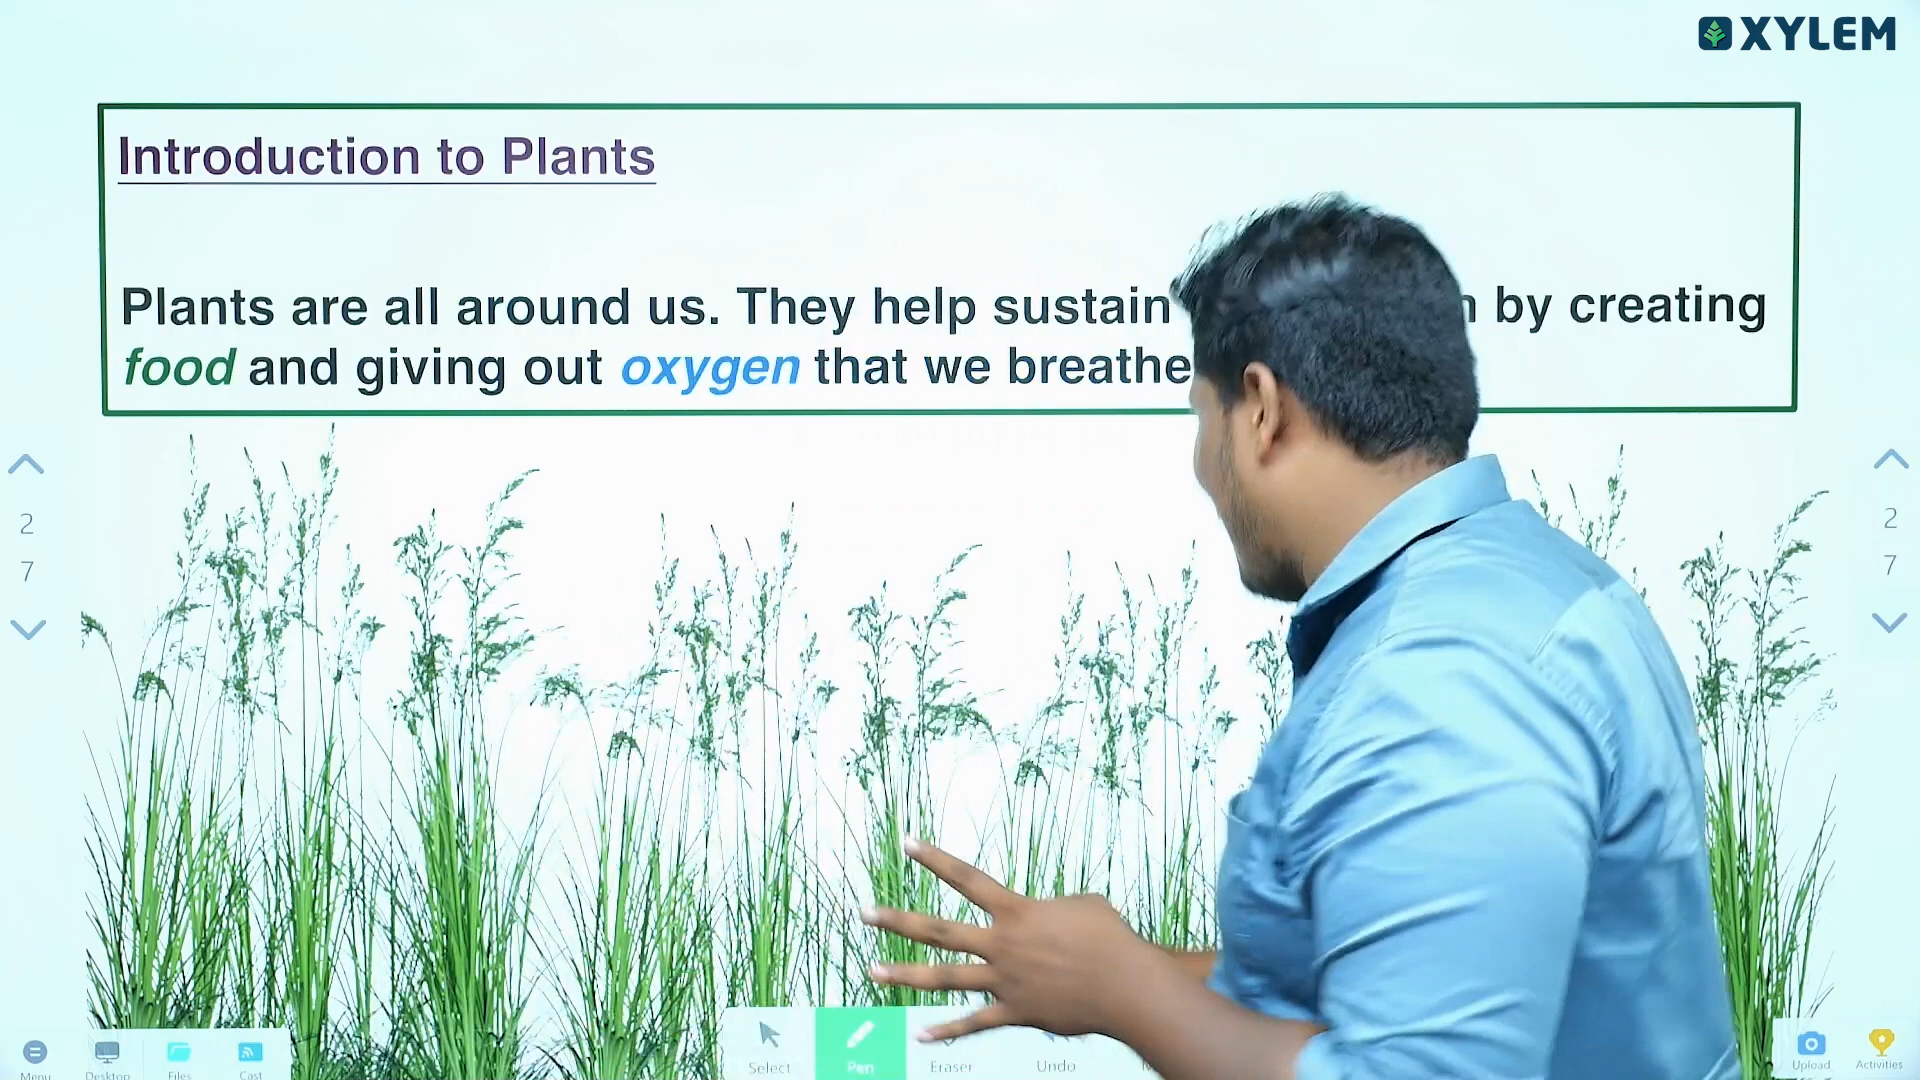 XYLEM
Introduction to Plants
Plants are all around us. They help sustain by creating
food and giving out oxygen that we breathe
2
7
2
7
Menu
Desktop
Files
Cast
Select
Pen
Eraser
Undo
Upload
Activities